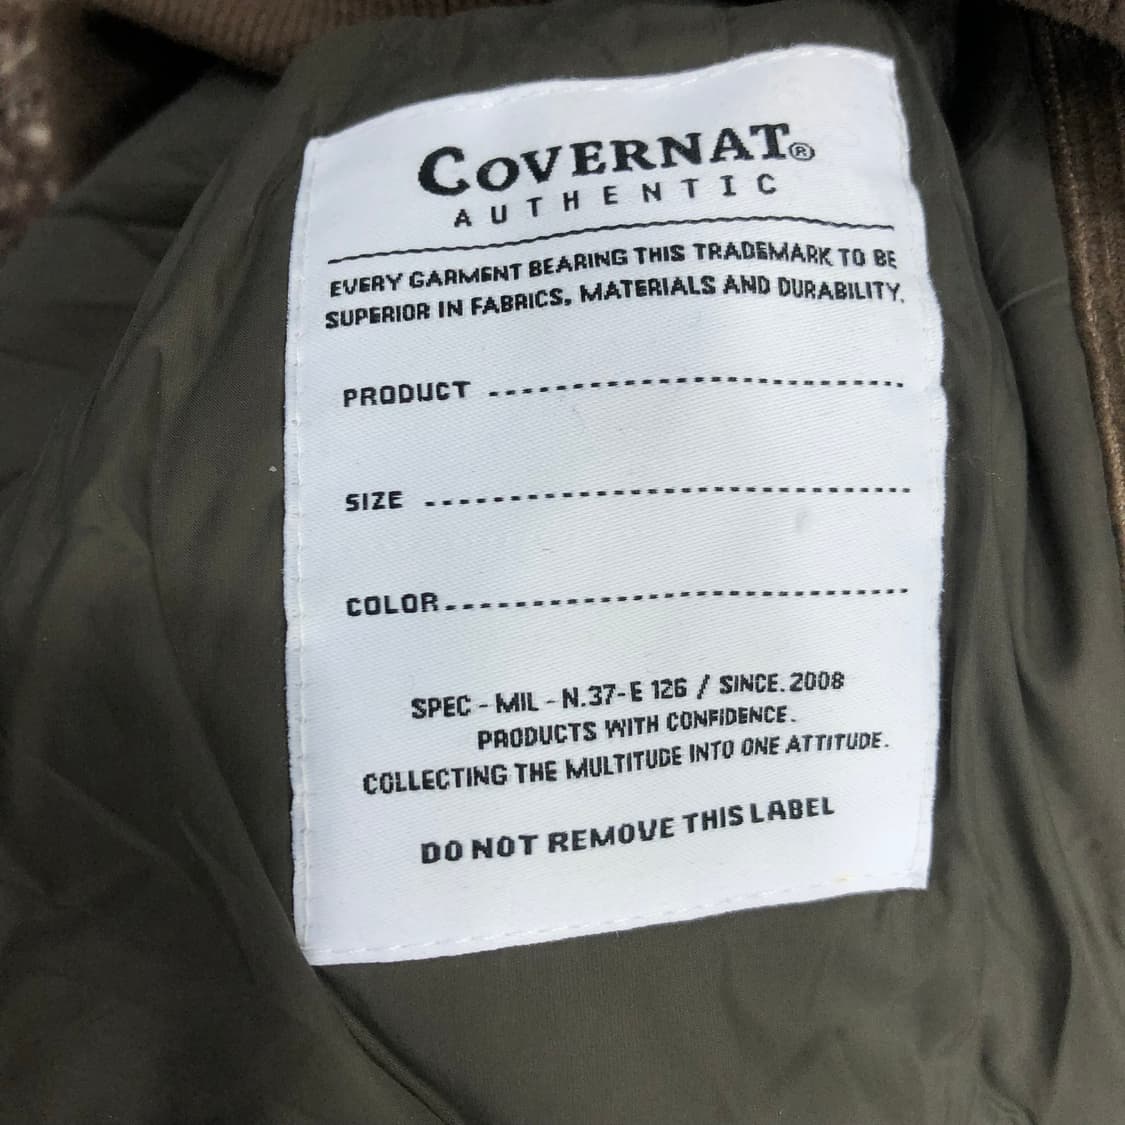 COVERNAT®
AUTHENTIC
EVERY GARMENT BEARING THIS TRADEMARK TO BE
SUPERIOR IN FABRICS, MATERIALS AND DURABILITY.
PRODUCT
SIZE
COLOR
SPEC - MIL - N.37-E 126 / SINCE.2008
PRODUCTS WITH CONFIDENCE.
COLLECTING THE MULTITUDE INTO ONE ATTITUDE.
DO NOT REMOVE THIS LABEL